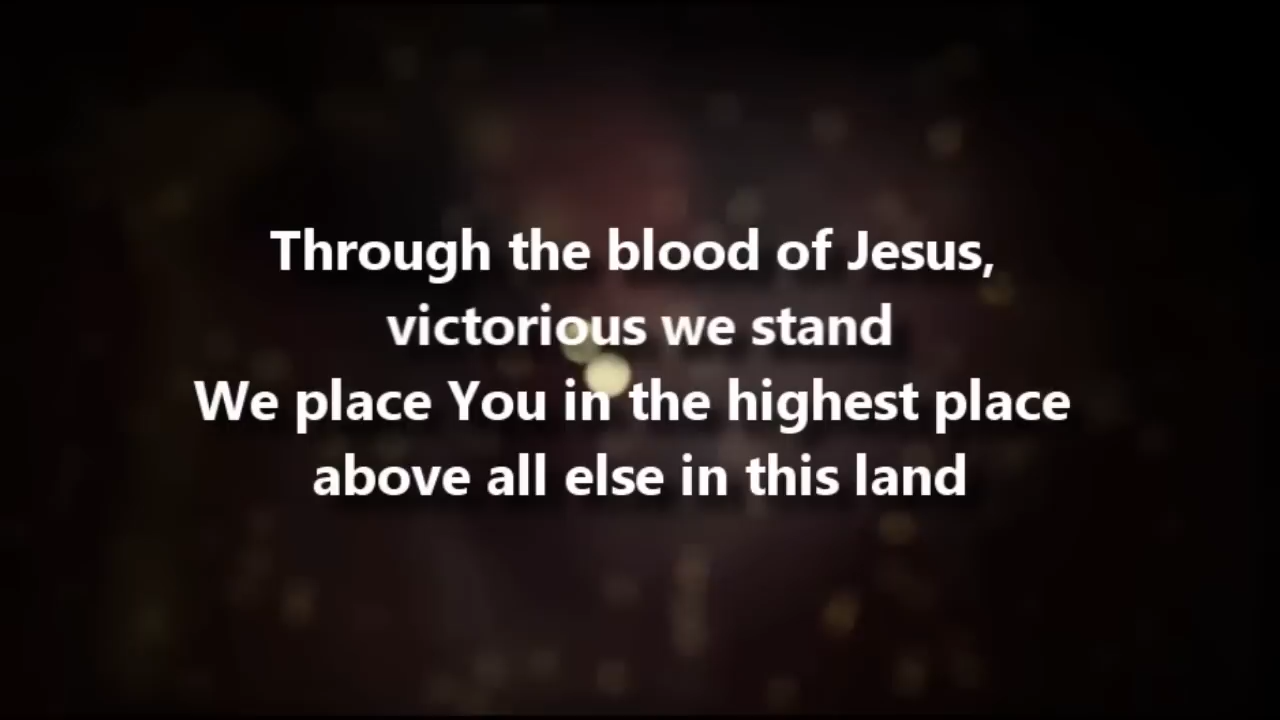 Through the blood of Jesus,
victorious we stand
We place You in the highest place
above all else in this land